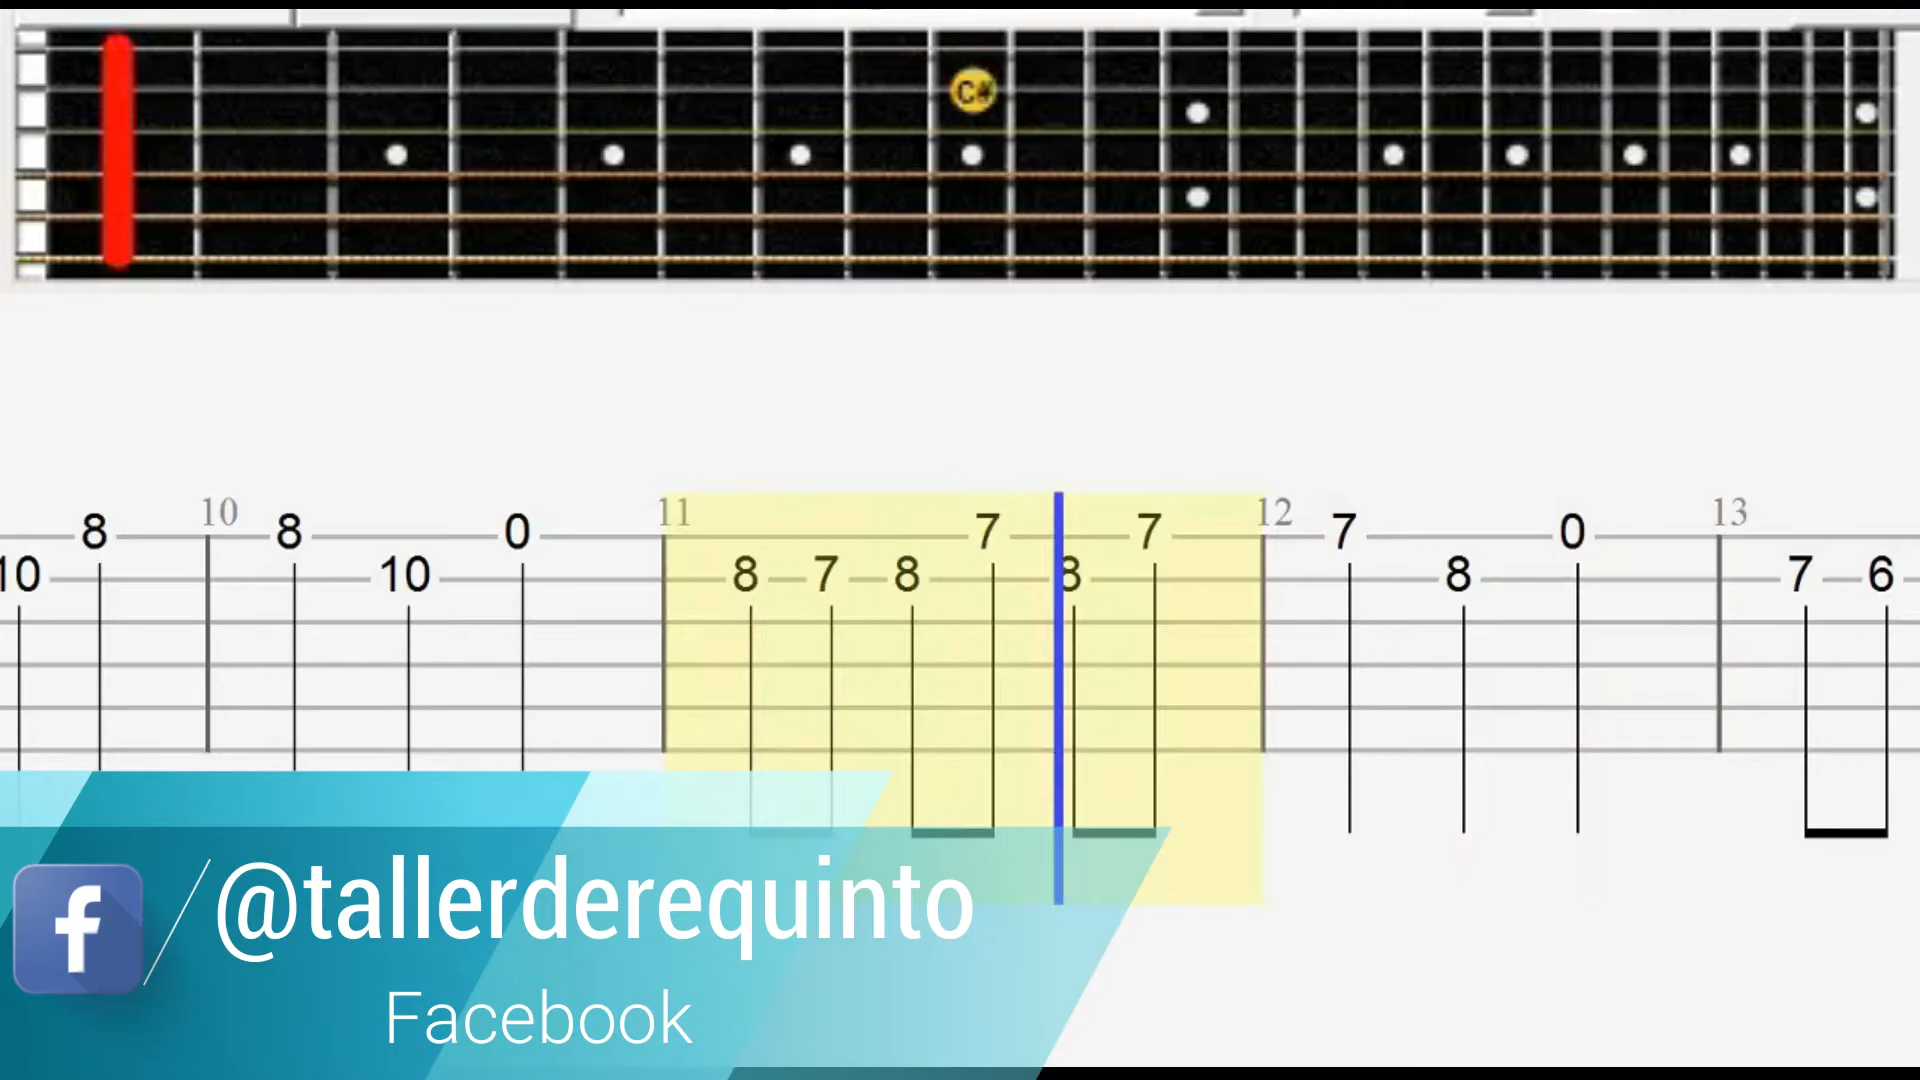 C#
10 11 12 13
8 8 0 7 7 7 0
10 10 8 7 8 8 8 7 6
@tallerderequinto
Facebook